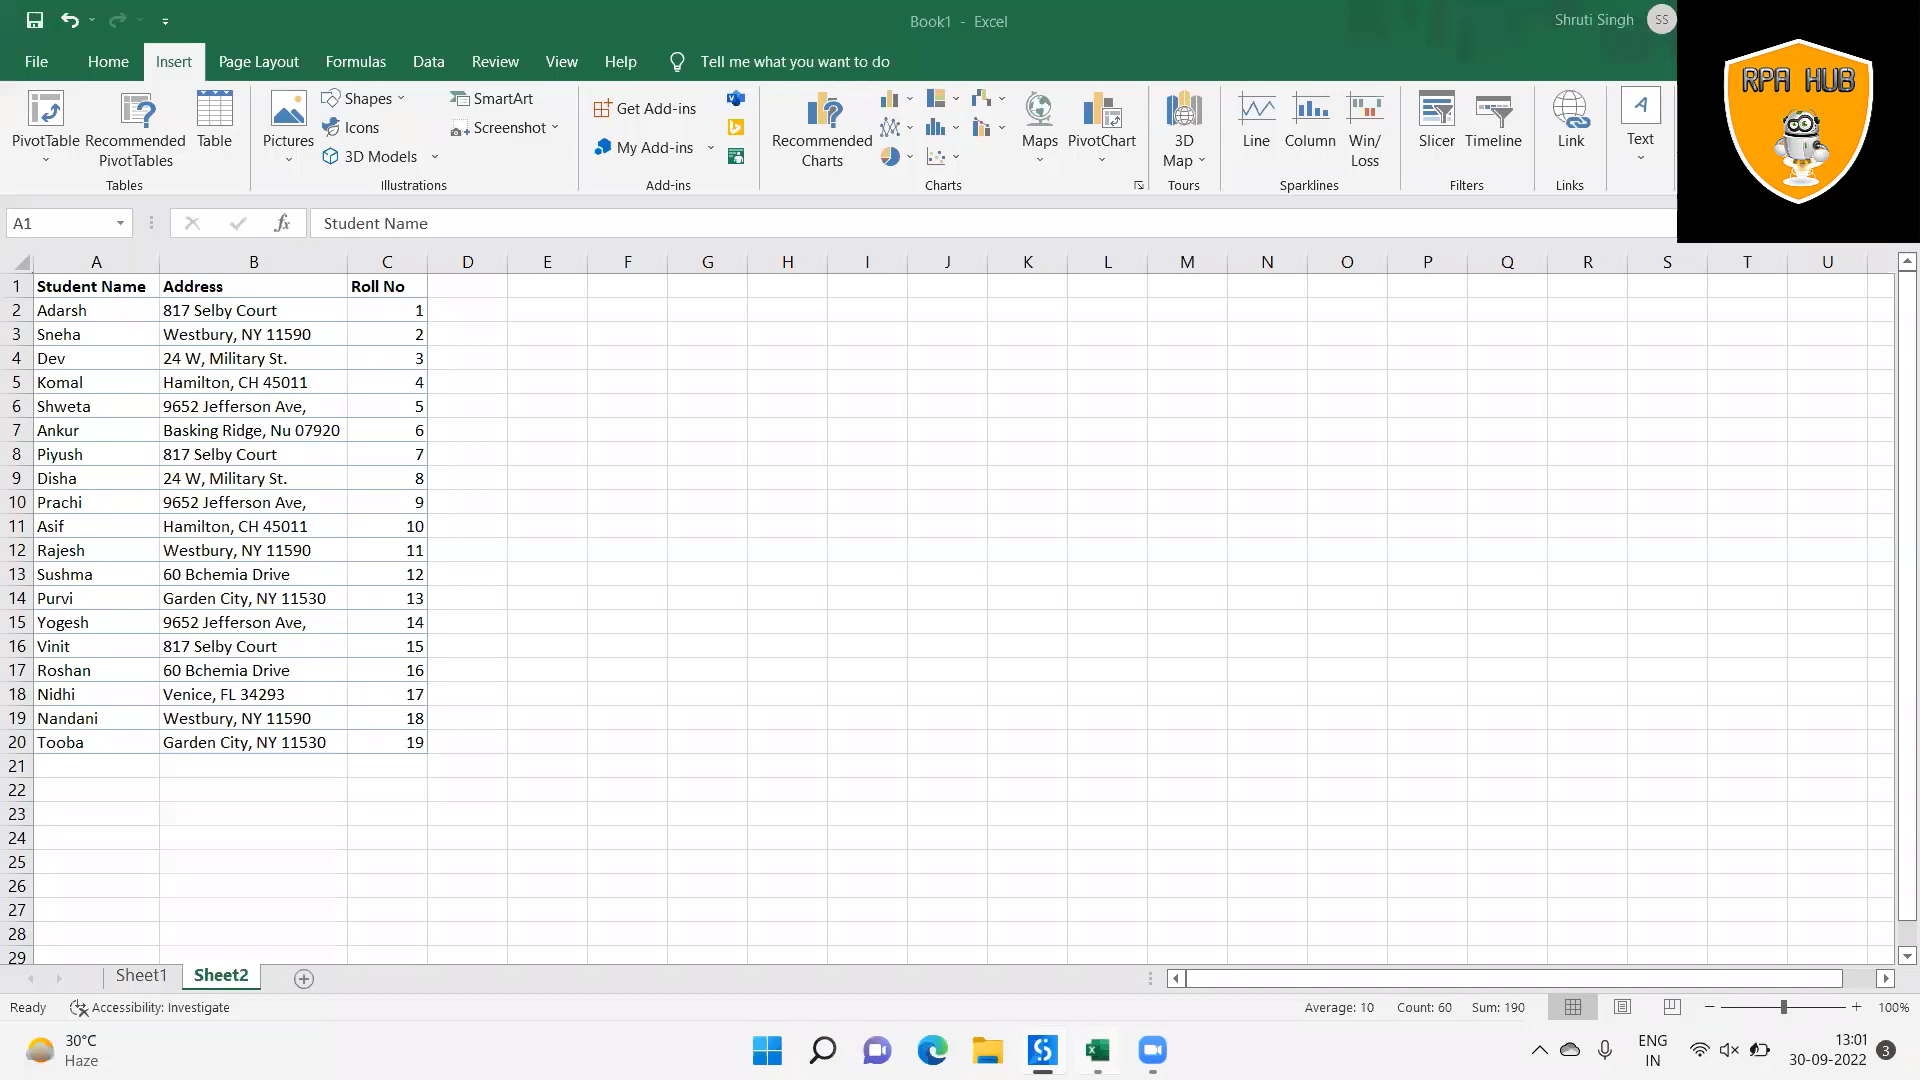 Book1 - Excel
Shruti Singh SS
File Home Insert Page Layout Formulas Data Review View Help Tell me what you want to do
PivotTable
Recommended PivotTables
Table
Tables
Pictures
Shapes
Icons
3D Models
SmartArt
Screenshot
Illustrations
Get Add-ins
My Add-ins
Add-ins
Recommended Charts
Maps
PivotChart
Charts
3D Map
Tours
Line
Column
Win/ Loss
Sparklines
Slicer
Timeline
Filters
Link
Links
Text
RPA HUB
A1 fx Student Name
A B C D E F G H I J K L M N O P Q R S T U
1 Student Name Address Roll No
2 Adarsh 817 Selby Court 1
3 Sneha Westbury, NY 11590 2
4 Dev 24 W, Military St. 3
5 Komal Hamilton, CH 45011 4
6 Shweta 9652 Jefferson Ave, 5
7 Ankur Basking Ridge, Nu 07920 6
8 Piyush 817 Selby Court 7
9 Disha 24 W, Military St. 8
10 Prachi 9652 Jefferson Ave, 9
11 Asif Hamilton, CH 45011 10
12 Rajesh Westbury, NY 11590 11
13 Sushma 60 Bchemia Drive 12
14 Purvi Garden City, NY 11530 13
15 Yogesh 9652 Jefferson Ave, 14
16 Vinit 817 Selby Court 15
17 Roshan 60 Bchemia Drive 16
18 Nidhi Venice, FL 34293 17
19 Nandani Westbury, NY 11590 18
20 Tooba Garden City, NY 11530 19
21
22
23
24
25
26
27
28
29
Sheet1 Sheet2
Ready Accessibility: Investigate Average: 10 Count: 60 Sum: 190 100%
30°C
Haze
ENG
IN
13:01
30-09-2022
3